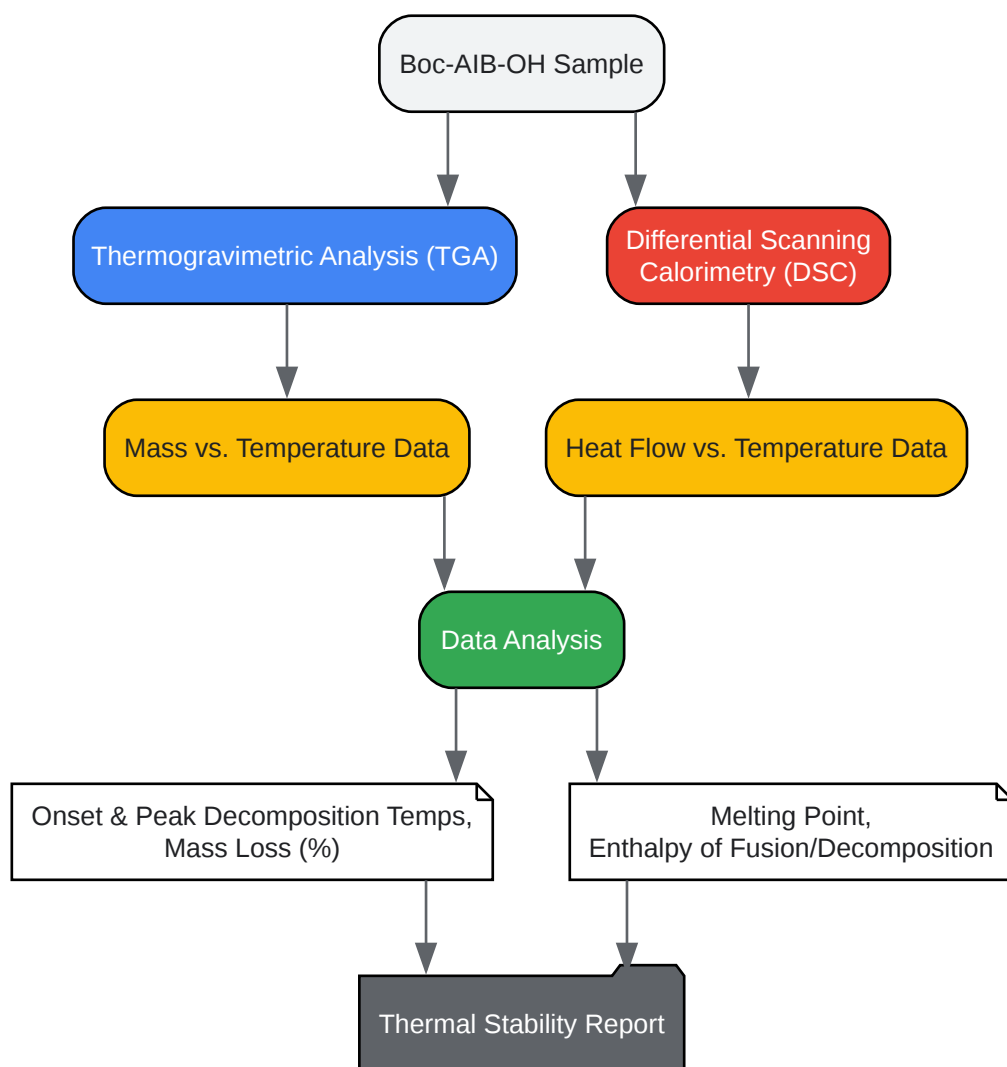 Boc-AIB-OH Sample
Thermogravimetric Analysis (TGA)
Differential Scanning
Calorimetry (DSC)
Mass vs. Temperature Data
Heat Flow vs. Temperature Data
Data Analysis
Onset & Peak Decomposition Temps,
Mass Loss (%)
Melting Point,
Enthalpy of Fusion/Decomposition
Thermal Stability Report